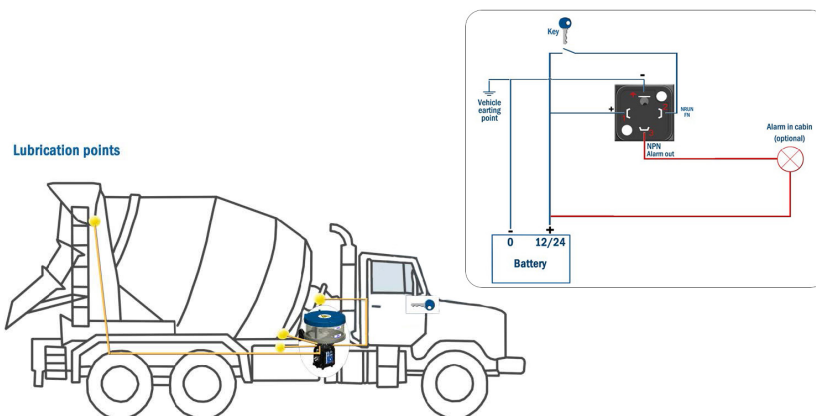 Lubrication points
Key
-
Vehicle
earting
point
+
NRUN
FN
NPN
Alarm out
Alarm in cabin
(optional)
- +
0 12/24
Battery